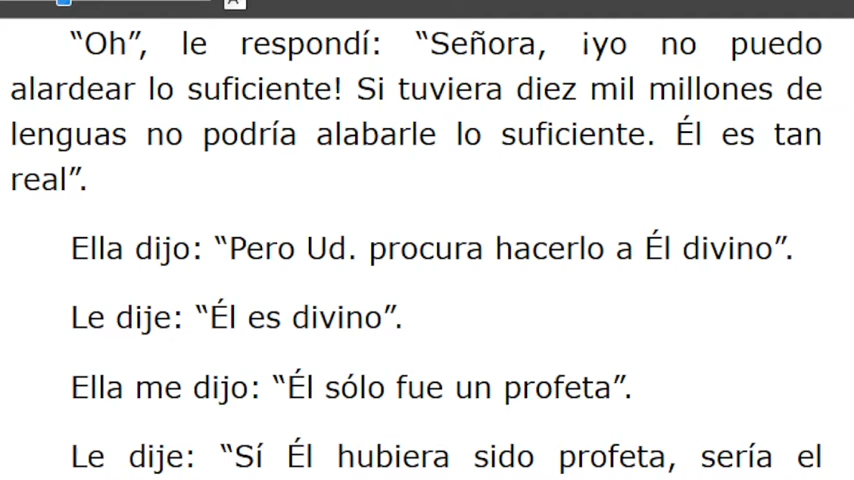 “Oh”, le respondí: “Señora, ¡yo no puedo
alardear lo suficiente! Si tuviera diez mil millones de
lenguas no podría alabarle lo suficiente. Él es tan
real”.
Ella dijo: “Pero Ud. procura hacerlo a Él divino”.
Le dije: “Él es divino”.
Ella me dijo: “Él sólo fue un profeta”.
Le dije: “Sí Él hubiera sido profeta, sería el